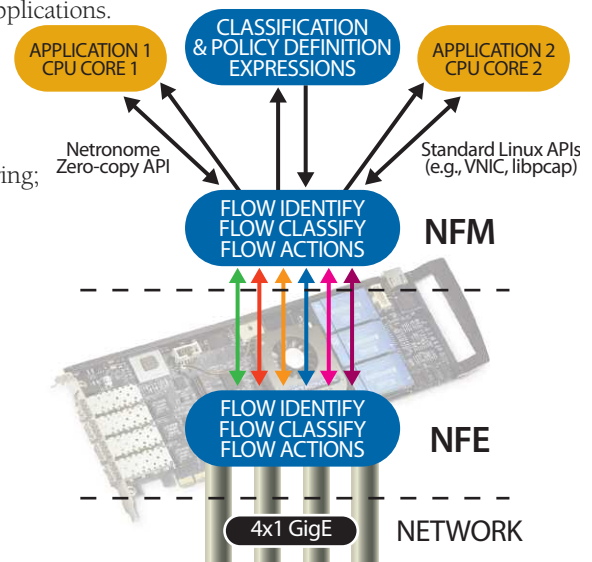 pplications.
CLASSIFICATION
& POLICY DEFINITION
EXPRESSIONS
APPLICATION 1
CPU CORE 1
APPLICATION 2
CPU CORE 2
Netronome
Zero-copy API
Standard Linux APIs
(e.g., VNIC, libpcap)
ring;
FLOW IDENTIFY
FLOW CLASSIFY
FLOW ACTIONS
NFM
FLOW IDENTIFY
FLOW CLASSIFY
FLOW ACTIONS
NFE
4x1 GigE
NETWORK